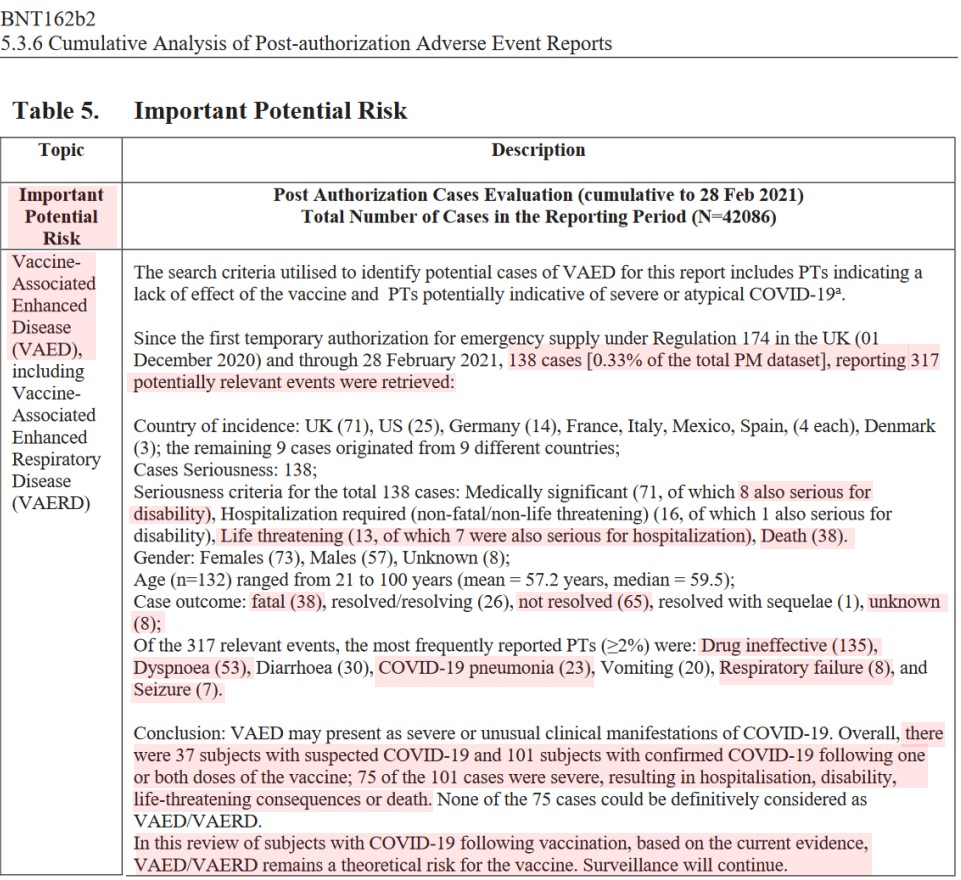 BNT162b2
5.3.6 Cumulative Analysis of Post-authorization Adverse Event Reports
Table 5. Important Potential Risk
Topic
Description
Important
Potential
Risk
Post Authorization Cases Evaluation (cumulative to 28 Feb 2021)
Total Number of Cases in the Reporting Period (N=42086)
Vaccine-
Associated
Enhanced
Disease
(VAED),
including
Vaccine-
Associated
Enhanced
Respiratory
Disease
(VAERD)
The search criteria utilised to identify potential cases of VAED for this report includes PTs indicating a
lack of effect of the vaccine and PTs potentially indicative of severe or atypical COVID-19ª.
Since the first temporary authorization for emergency supply under Regulation 174 in the UK (01
December 2020) and through 28 February 2021, 138 cases [0.33% of the total PM dataset], reporting 317
potentially relevant events were retrieved:
Country of incidence: UK (71), US (25), Germany (14), France, Italy, Mexico, Spain, (4 each), Denmark
(3); the remaining 9 cases originated from 9 different countries;
Cases Seriousness: 138;
Seriousness criteria for the total 138 cases: Medically significant (71, of which 8 also serious for
disability), Hospitalization required (non-fatal/non-life threatening) (16, of which 1 also serious for
disability), Life threatening (13, of which 7 were also serious for hospitalization), Death (38).
Gender: Females (73), Males (57), Unknown (8);
Age (n=132) ranged from 21 to 100 years (mean = 57.2 years, median = 59.5);
Case outcome: fatal (38), resolved/resolving (26), not resolved (65), resolved with sequelae (1), unknown
(8);
Of the 317 relevant events, the most frequently reported PTs (≥2%) were: Drug ineffective (135),
Dyspnoea (53), Diarrhoea (30), COVID-19 pneumonia (23), Vomiting (20), Respiratory failure (8), and
Seizure (7).
Conclusion: VAED may present as severe or unusual clinical manifestations of COVID-19. Overall, there
were 37 subjects with suspected COVID-19 and 101 subjects with confirmed COVID-19 following one
or both doses of the vaccine; 75 of the 101 cases were severe, resulting in hospitalisation, disability,
life-threatening consequences or death. None of the 75 cases could be definitively considered as
VAED/VAERD.
In this review of subjects with COVID-19 following vaccination, based on the current evidence,
VAED/VAERD remains a theoretical risk for the vaccine. Surveillance will continue.